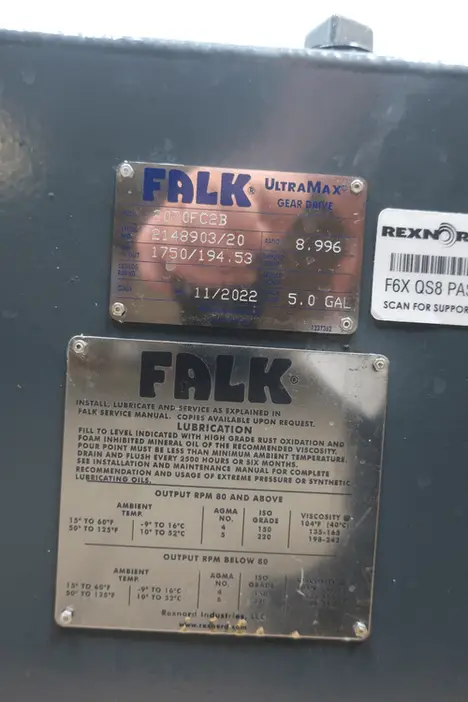 FALK® ULTRAMAX®
GEAR DRIVE
2070FC2B
2148903/20
RATIO 8.996
1750/194.53
11/2022 5.0 GAL
REXNOR
F6X QS8 PAS
SCAN FOR SUPPOR
FALK®
INSTALL, LUBRICATE AND SERVICE AS EXPLAINED IN
FALK SERVICE MANUAL. COPIES AVAILABLE UPON REQUEST.
LUBRICATION
FILL TO LEVEL INDICATED WITH HIGH GRADE RUST OXIDATION AND
FOAM INHIBITED MINERAL OIL OF THE RECOMMENDED VISCOSITY.
POUR POINT MUST BE LESS THAN MINIMUM AMBIENT TEMPERATURE.
DRAIN AND FLUSH EVERY 2500 HOURS OR SIX MONTHS.
SEE INSTALLATION AND MAINTENANCE MANUAL FOR COMPLETE
RECOMMENDATION AND USAGE OF EXTREME PRESSURE OR SYNTHETIC
LUBRICATING OILS.
OUTPUT RPM 80 AND ABOVE
AMBIENT TEMP. AGMA NO. ISO GRADE VISCOSITY @ 104°F (40°C)
15° TO 60°F -9° TO 16°C 4 150 135-165
50° TO 125°F 10° TO 52°C 5 220 198-242
OUTPUT RPM BELOW 80
AMBIENT TEMP. AGMA NO. ISO GRADE
15° TO 60°F -9° TO 16°C
50° TO 125°F 10° TO 52°C
Rexnord Industries, LLC
www.rexnord.com